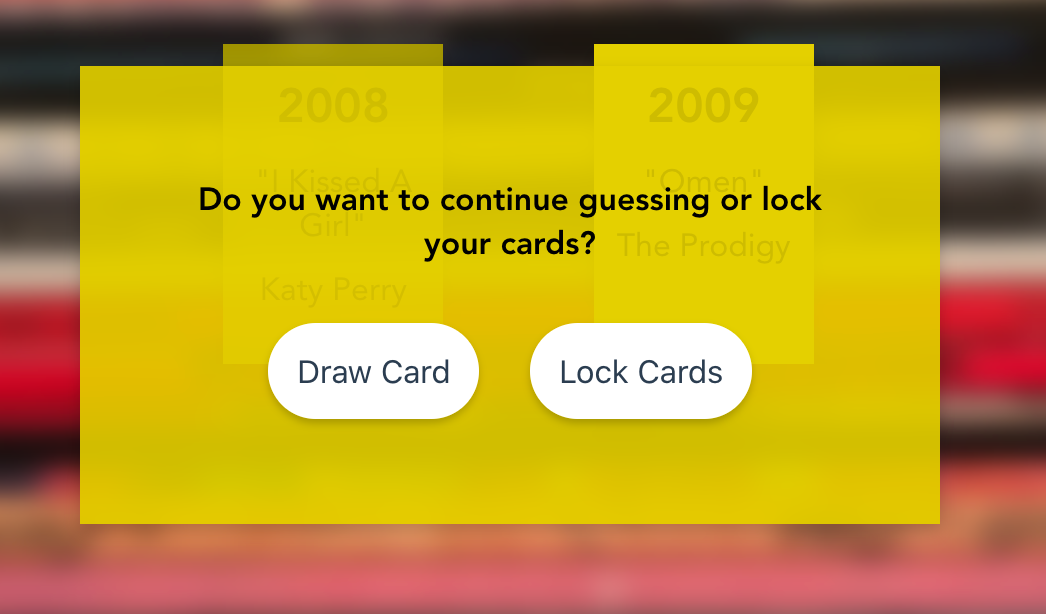 2008
2009
"I Kissed A
Girl"
Katy Perry
"Omen"
The Prodigy
Do you want to continue guessing or lock
your cards?
Draw Card
Lock Cards